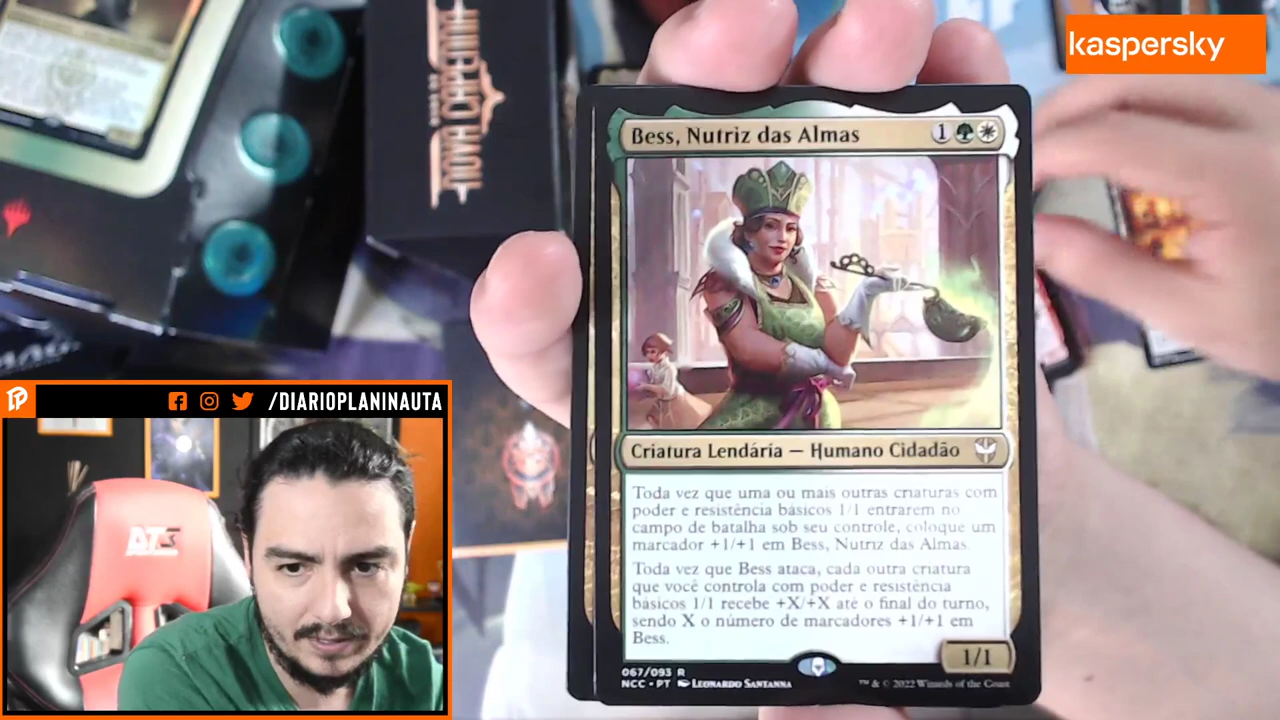 kaspersky
NOVA CAPENNA
Bess, Nutriz das Almas
1
Criatura Lendária — Humano Cidadão
Toda vez que uma ou mais outras criaturas com
poder e resistência básicos 1/1 entrarem no
campo de batalha sob seu controle, coloque um
marcador +1/+1 em Bess, Nutriz das Almas.
Toda vez que Bess ataca, cada outra criatura
que você controla com poder e resistência
básicos 1/1 recebe +X/+X até o final do turno,
sendo X o número de marcadores +1/+1 em
Bess.
1/1
067/093 R
NCC • PT Leonardo Santanna
™ & © 2022 Wizards of the Coast
/DIARIOPLANINAUTA
DT3